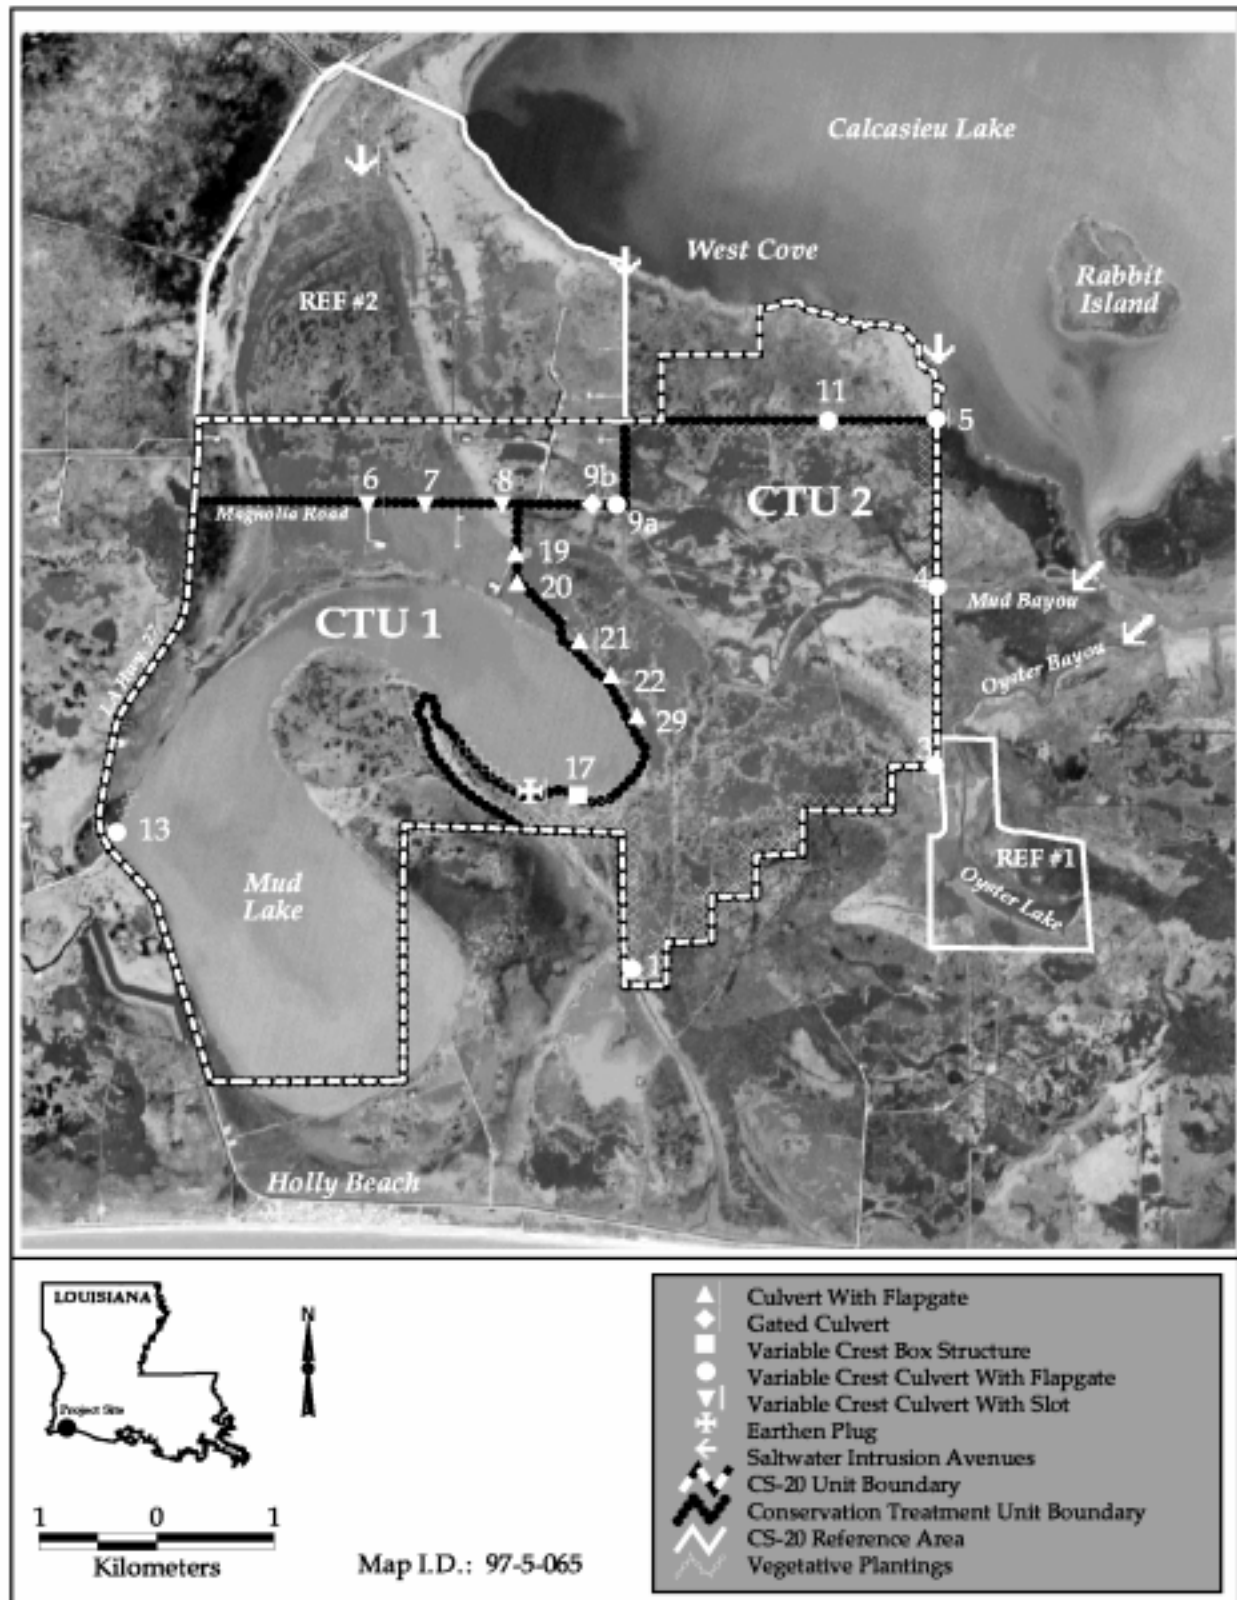 Calcasieu Lake
West Cove
Rabbit
Island
REF #2
11
5
6
7
8
9b
9a
CTU 2
Magnolia Road
19
20
4
Mud Bayou
CTU 1
21
Oyster Bayou
22
LA Hwy. 27
29
3
17
13
REF #1
Mud
Lake
Oyster Lake
1
Holly Beach
LOUISIANA
Project Site
N
1 0 1
Kilometers
Map I.D.: 97-5-065
Culvert With Flapgate
Gated Culvert
Variable Crest Box Structure
Variable Crest Culvert With Flapgate
Variable Crest Culvert With Slot
Earthen Plug
Saltwater Intrusion Avenues
CS-20 Unit Boundary
Conservation Treatment Unit Boundary
CS-20 Reference Area
Vegetative Plantings